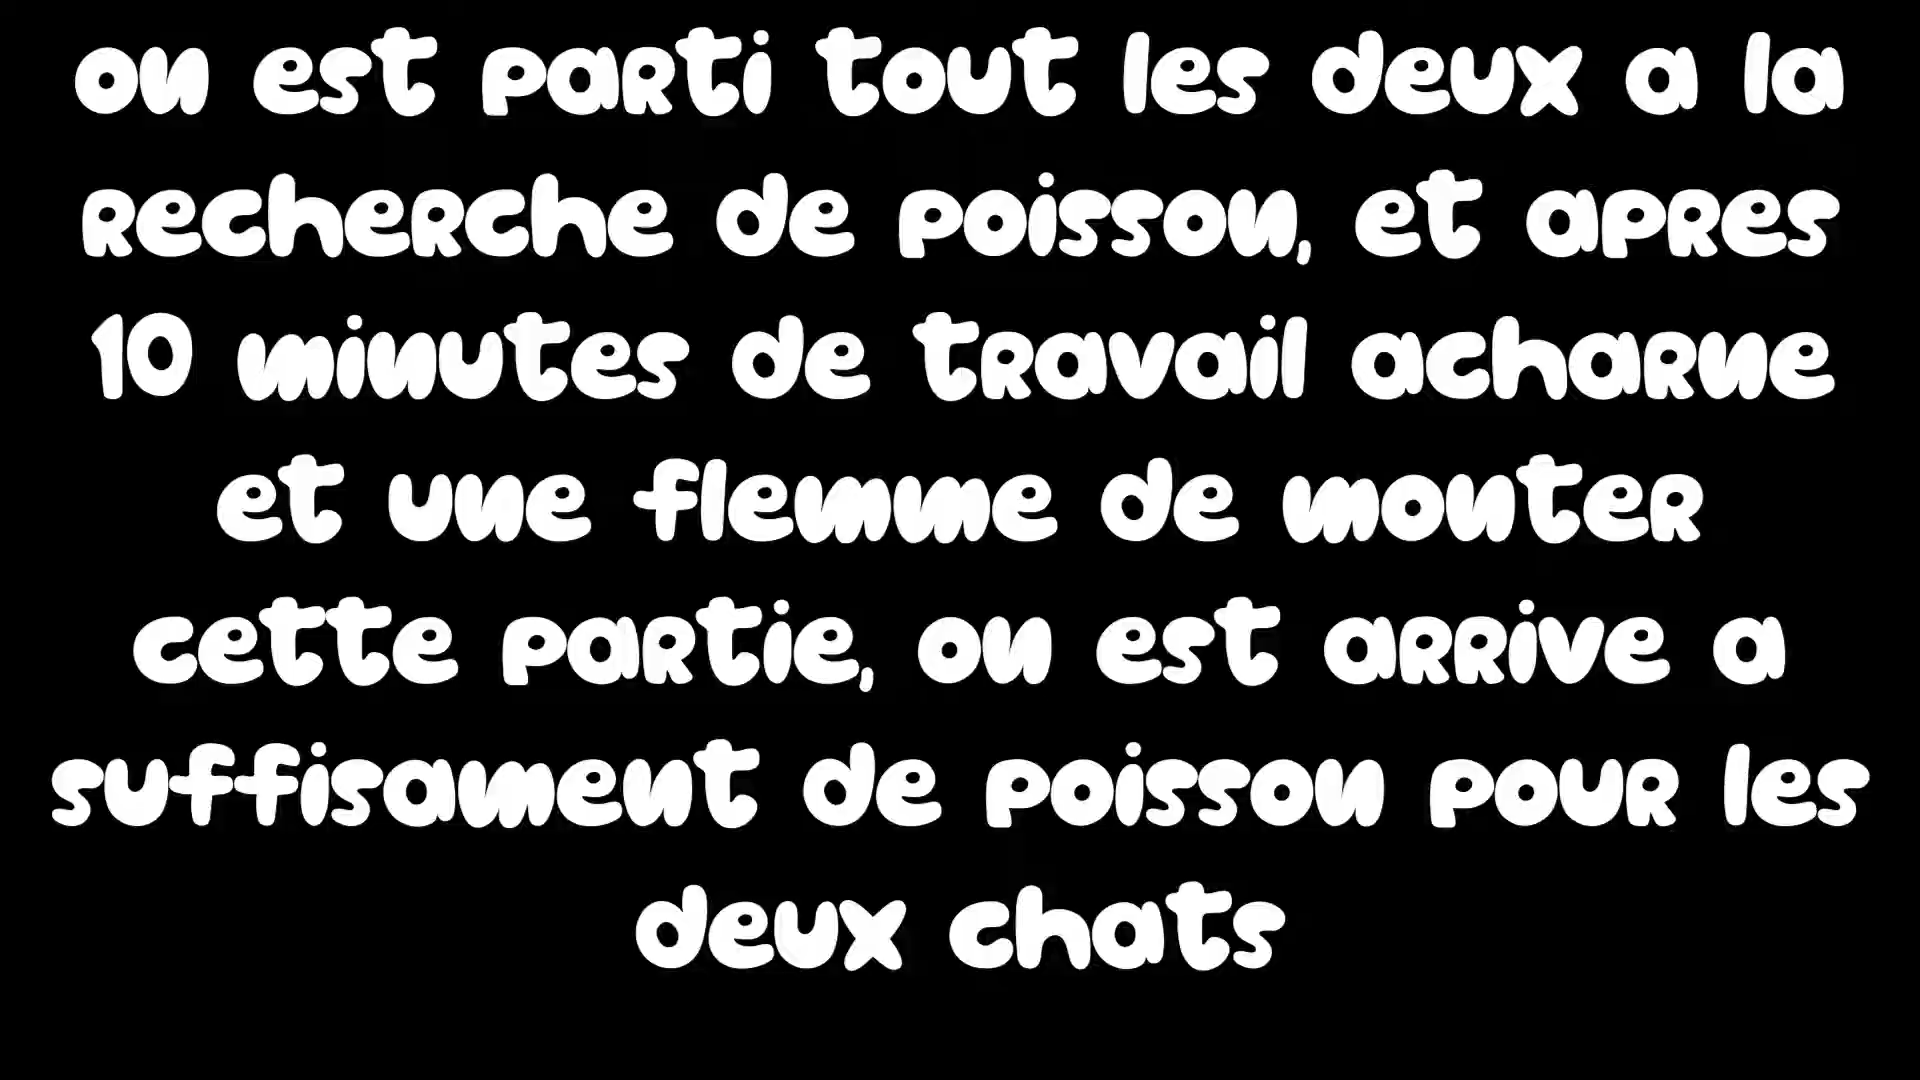 on est parti tout les deux a la
recherche de poisson, et apres
10 minutes de travail acharne
et une flemme de monter
cette partie, on est arrive a
suffisament de poisson pour les
deux chats